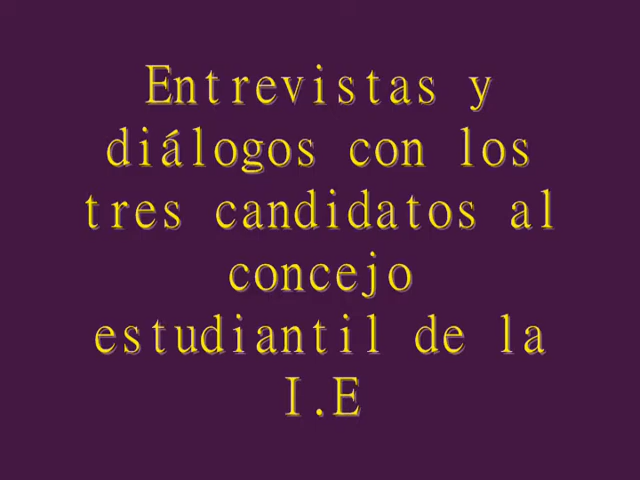 Entrevistas y
diálogos con los
tres candidatos al
concejo
estudiantil de la
I.E